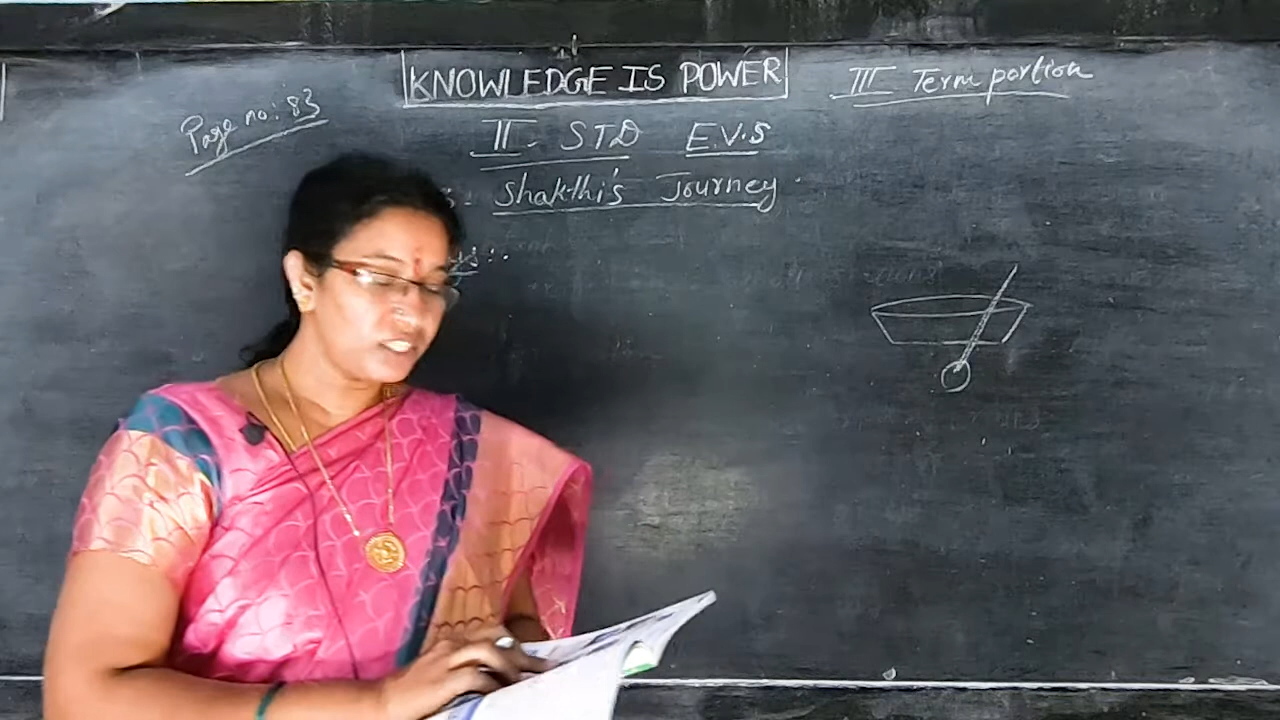 KNOWLEDGE IS POWER
III Term portion
Page no: 83
II - STD E.V.S
Shakthi's Journey